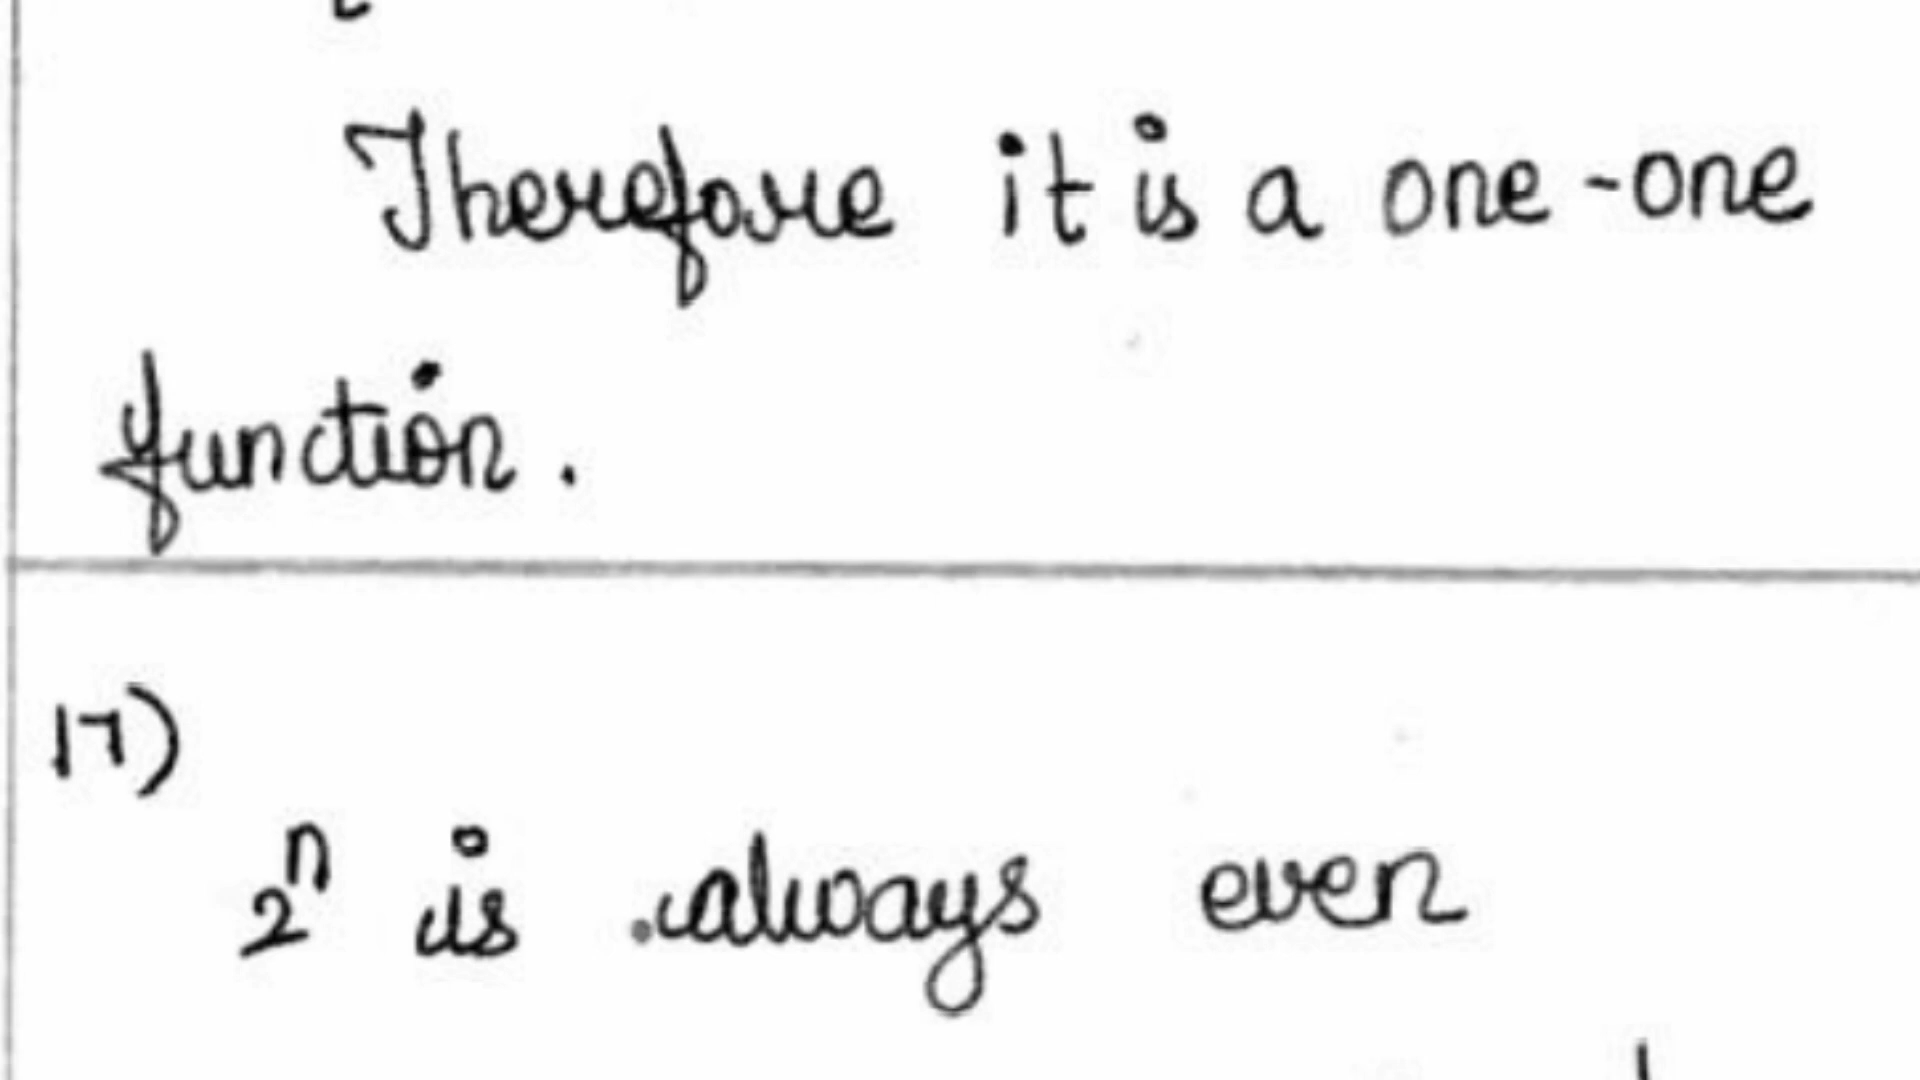 Therefore it is a one-one
function.
17)
2ⁿ is always even